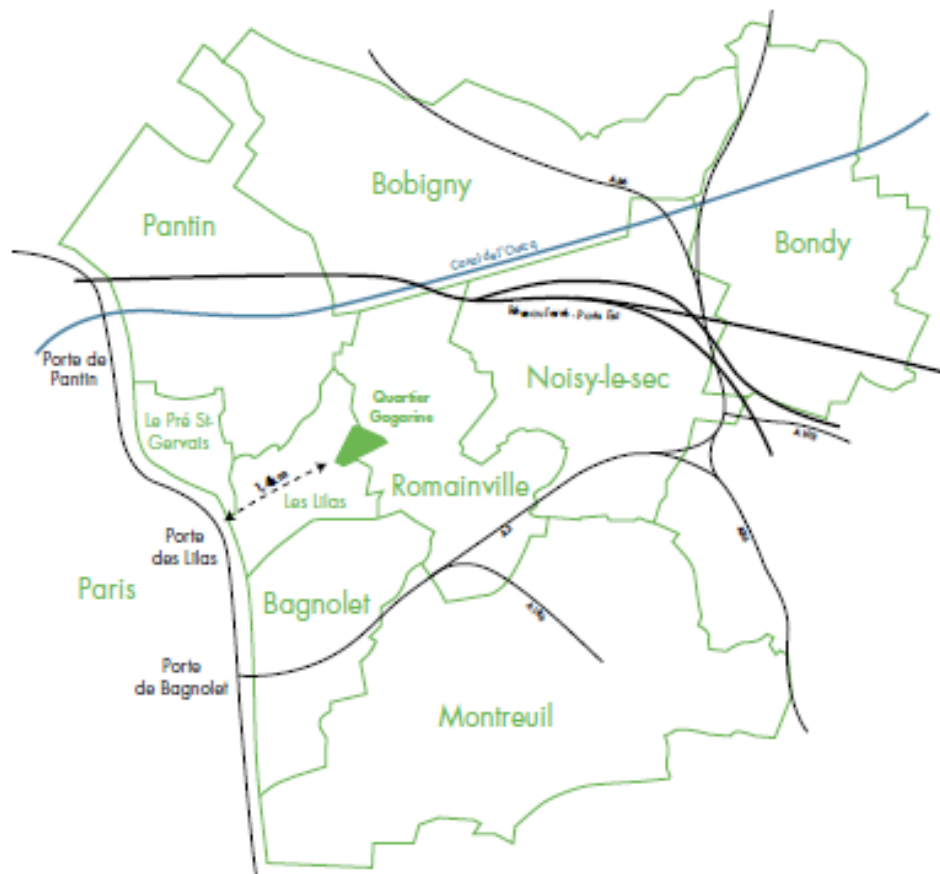 Bobigny
Pantin
Bondy
Canal de l'Ourcq
Porte de
Pantin
Noisy-le-sec
Quartier
Gagarine
Le Pré St-
Gervais
Romainville
Les Lilas
A3
Porte
des Lilas
Paris
Bagnolet
Porte
de Bagnolet
Montreuil